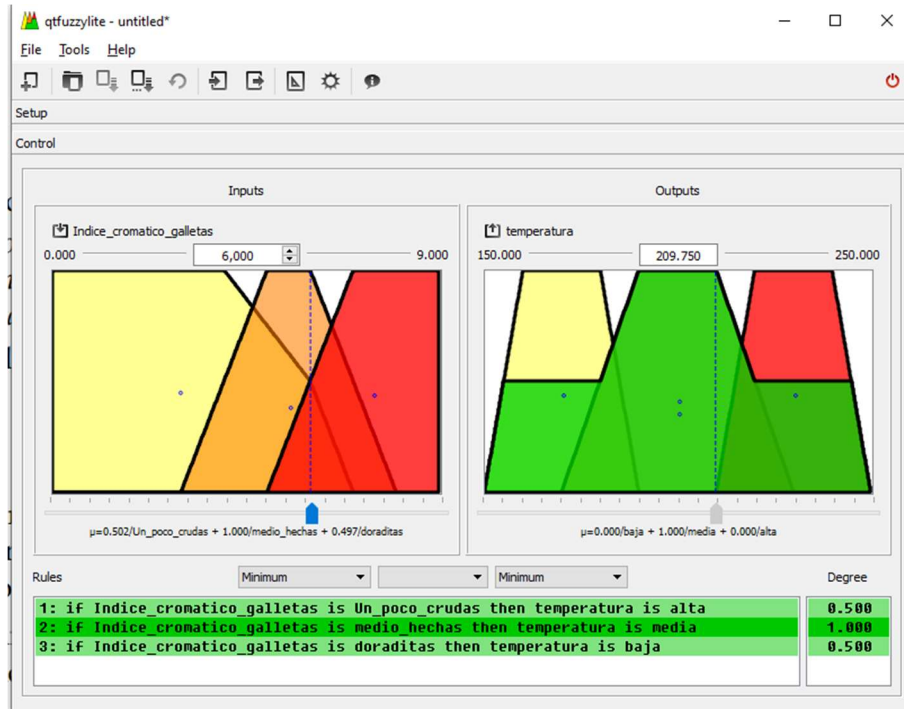 qtfuzzylite - untitled*
File Tools Help
Setup
Control
Inputs
Outputs
Indice_cromatico_galletas
temperatura
0.000 6,000 9.000
150.000 209.750 250.000
µ=0.502/Un_poco_crudas + 1.000/medio_hechas + 0.497/doraditas
µ=0.000/baja + 1.000/media + 0.000/alta
Rules Minimum Minimum Degree
1: if Indice_cromatico_galletas is Un_poco_crudas then temperatura is alta 0.500
2: if Indice_cromatico_galletas is medio_hechas then temperatura is media 1.000
3: if Indice_cromatico_galletas is doraditas then temperatura is baja 0.500